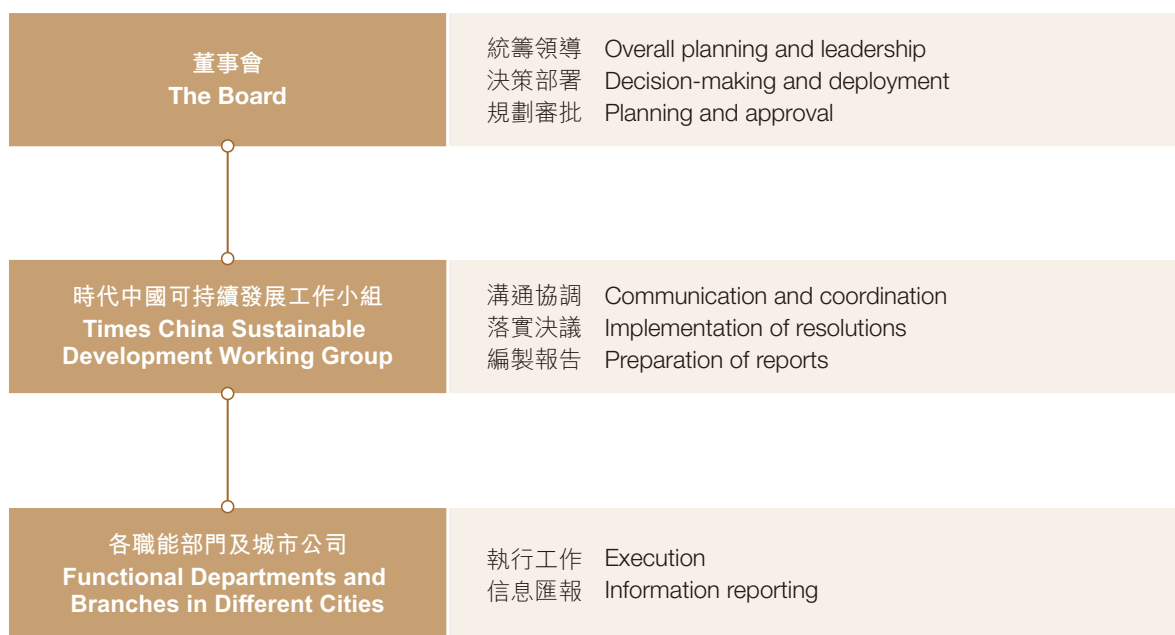 董事會
The Board
統籌領導 Overall planning and leadership
決策部署 Decision-making and deployment
規劃審批 Planning and approval
時代中國可持續發展工作小組
Times China Sustainable
Development Working Group
溝通協調 Communication and coordination
落實決議 Implementation of resolutions
編製報告 Preparation of reports
各職能部門及城市公司
Functional Departments and
Branches in Different Cities
執行工作 Execution
信息匯報 Information reporting